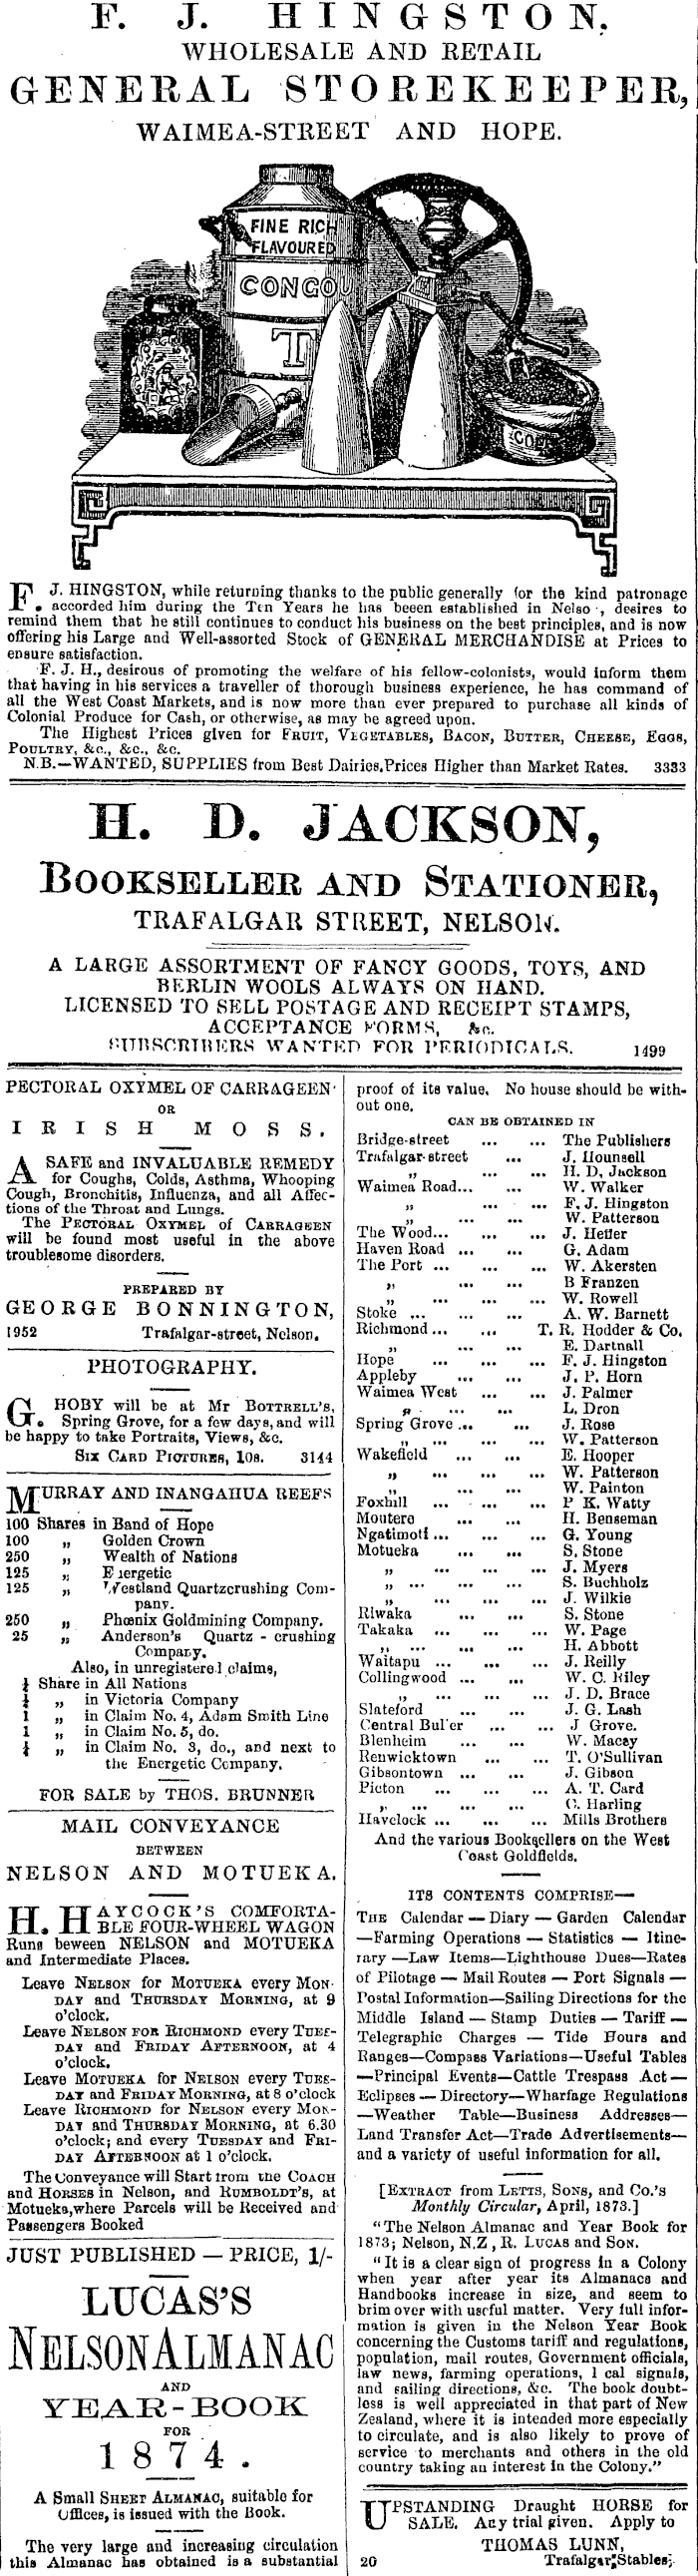 F. J. HINGSTON.
WHOLESALE AND RETAIL
GENERAL STOREKEEPER,
WAIMEA-STREET AND HOPE.
FINE RICH
FLAVOURED
CONGOU
T
F. J. HINGSTON, while returning thanks to the public generally for the kind patronage
accorded him during the Ten Years he has beeen established in Nelso , desires to
remind them that he still continues to conduct his business on the best principles, and is now
offering his Large and Well-assorted Stock of GENERAL MERCHANDISE at Prices to
ensure satisfaction.
F. J. H., desirous of promoting the welfare of his fellow-colonists, would inform them
that having in his services a traveller of thorough business experience, he has command of
all the West Coast Markets, and is now more than ever prepared to purchase all kinds of
Colonial Produce for Cash, or otherwise, as may be agreed upon.
The Highest Prices given for FRUIT, VEGETABLES, BACON, BUTTER, CHEESE, EGGS,
POULTRY, &c., &c., &c.
N.B.—WANTED, SUPPLIES from Best Dairies, Prices Higher than Market Rates. 3333
H. D. JACKSON,
BOOKSELLER AND STATIONER,
TRAFALGAR STREET, NELSON.
A LARGE ASSORTMENT OF FANCY GOODS, TOYS, AND
BERLIN WOOLS ALWAYS ON HAND.
LICENSED TO SELL POSTAGE AND RECEIPT STAMPS,
ACCEPTANCE FORMS, &c.
SUBSCRIBERS WANTED FOR PERIODICALS. 1499
PECTORAL OXYMEL OF CARRAGEEN
OR
IRISH MOSS.
A SAFE and INVALUABLE REMEDY
for Coughs, Colds, Asthma, Whooping
Cough, Bronchitis, Influenza, and all Affec-
tions of the Throat and Lungs.
The PECTORAL OXYMEL of CARRAGEEN
will be found most useful in the above
troublesome disorders.
PREPARED BY
GEORGE BONNINGTON,
1952 Trafalgar-street, Nelson.
PHOTOGRAPHY.
G. HOBY will be at Mr BOTTRELL'S,
Spring Grove, for a few days, and will
be happy to take Portraits, Views, &c.
SIX CARD PICTURES, 10s. 3144
MURRAY AND INANGAHUA REEFS
100 Shares in Band of Hope
100 „ Golden Crown
250 „ Wealth of Nations
125 „ Energetic
125 „ Westland Quartzcrushing Com-
pany.
250 „ Phœnix Goldmining Company.
25 „ Anderson's Quartz - crushing
Company.
Also, in unregistered claims,
Share in All Nations
„ in Victoria Company
1 „ in Claim No. 4, Adam Smith Line
1 „ in Claim No. 5, do.
„ in Claim No. 3, do., and next to
the Energetic Company.
FOR SALE by THOS. BRUNNER
MAIL CONVEYANCE
BETWEEN
NELSON AND MOTUEKA.
H. HAYCOCK'S COMFORTA-
BLE FOUR-WHEEL WAGON
Runs beween NELSON and MOTUEKA
and Intermediate Places.
Leave NELSON for MOTUEKA every MON-
DAY and THURSDAY MORNING, at 9
o'clock.
Leave NELSON FOR RICHMOND every TUES-
DAY and FRIDAY AFTERNOON, at 4
o'clock.
Leave MOTUEKA for NELSON every TUES-
DAY and FRIDAY MORNING, at 8 o'clock
Leave RICHMOND for NELSON every MON-
DAY and THURSDAY MORNING, at 6.30
o'clock; and every TUESDAY and FRI-
DAY AFTERNOON at 1 o'clock.
The Conveyance will Start from the COACH
and HORSES in Nelson, and RUMBOLDT'S, at
Motueka, where Parcels will be Received and
Passengers Booked
JUST PUBLISHED — PRICE, 1/-
LUCAS'S
NELSON ALMANAC
AND
YEAR-BOOK
FOR
1874.
A Small SHEET ALMANAC, suitable for
Offices, is issued with the Book.
The very large and increasing circulation
this Almanac has obtained is a substantial
proof of its value. No house should be with-
out one.
CAN BE OBTAINED IN
Bridge-street ... ... The Publishers
Trafalgar-street ... J. Hounsell
„ ... ... H. D. Jackson
Waimea Road... ... W. Walker
„ ... ... F. J. Hingston
„ ... ... W. Patterson
The Wood... ... ... J. Hefler
Haven Road ... ... G. Adam
The Port ... ... ... W. Akersten
„ ... ... ... B Franzen
„ ... ... ... W. Rowell
Stoke ... ... ... A. W. Barnett
Richmond ... ... T. R. Hodder & Co.
„ ... ... E. Dartnall
Hope ... ... ... F. J. Hingston
Appleby ... ... J. P. Horn
Waimea West ... ... J. Palmer
„ ... ... L. Dron
Spring Grove ... ... J. Rose
„ ... ... ... W. Patterson
Wakefield ... ... E. Hooper
„ ... ... W. Patterson
„ ... ... W. Painton
Foxhill ... ... ... P K. Watty
Moutere ... ... H. Benseman
Ngatimoti ... ... ... G. Young
Motueka ... ... S. Stone
„ ... ... J. Myers
„ ... ... ... S. Buchholz
„ ... ... J. Wilkie
Riwaka ... ... S. Stone
Takaka ... ... W. Page
„ ... ... ... H. Abbott
Waitapu ... ... ... J. Reilly
Collingwood ... ... W. C. Riley
„ ... ... ... J. D. Brace
Slateford ... ... J. G. Lash
Central Buller ... ... J Grove.
Blenheim ... ... W. Macey
Renwicktown ... ... T. O'Sullivan
Gibsontown ... ... J. Gibson
Picton ... ... ... A. T. Card
„ ... ... ... C. Harling
Havelock ... ... ... Mills Brothers
And the various Booksellers on the West
Coast Goldfields.
ITS CONTENTS COMPRISE—
THE Calendar — Diary — Garden Calendar
—Farming Operations — Statistics — Itine-
rary —Law Items—Lighthouse Dues—Rates
of Pilotage — Mail Routes — Port Signals —
Postal Information—Sailing Directions for the
Middle Island — Stamp Duties — Tariff —
Telegraphic Charges — Tide Hours and
Ranges—Compass Variations—Useful Tables
—Principal Events—Cattle Trespass Act—
Eclipses — Directory—Wharfage Regulations
—Weather Table—Business Addresses—
Land Transfer Act—Trade Advertisements—
and a variety of useful information for all.
[EXTRACT from LETTS, SONS, and Co.'s
Monthly Circular, April, 1873.]
"The Nelson Almanac and Year Book for
1873; Nelson, N.Z , R. LUCAS and SON.
"It is a clear sign of progress in a Colony
when year after year its Almanacs and
Handbooks increase in size, and seem to
brim over with useful matter. Very full infor-
mation is given in the Nelson Year Book
concerning the Customs tariff and regulations,
population, mail routes, Government officials,
law news, farming operations, l cal signals,
and sailing directions, &c. The book doubt-
less is well appreciated in that part of New
Zealand, where it is intended more especially
to circulate, and is also likely to prove of
service to merchants and others in the old
country taking an interest in the Colony."
UPSTANDING Draught HORSE for
SALE. Any trial given. Apply to
THOMAS LUNN,
20 Trafalgar Stables.